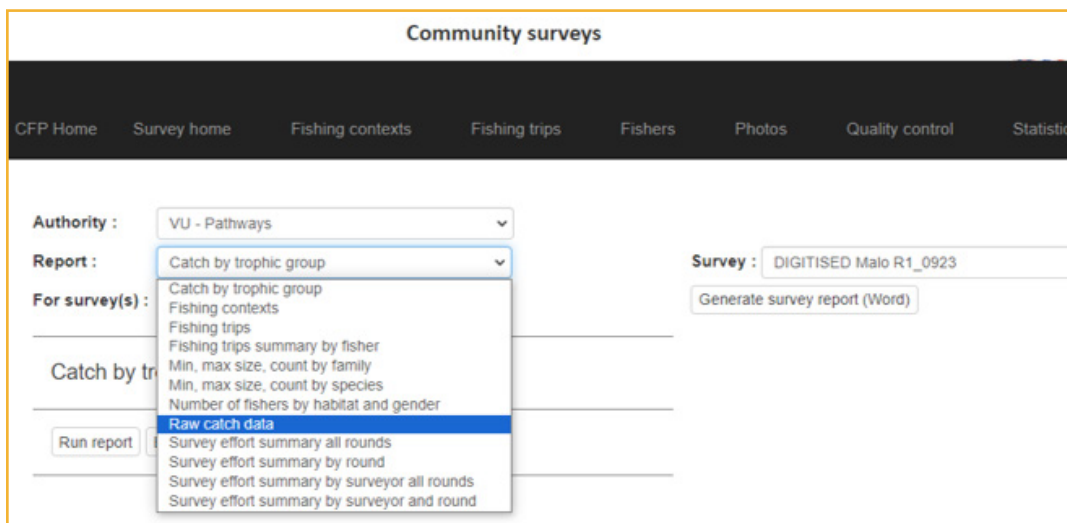 Community surveys
CFP Home Survey home Fishing contexts Fishing trips Fishers Photos Quality control Statistic
Authority : VU - Pathways
Report : Catch by trophic group Survey : DIGITISED Malo R1_0923
For survey(s) : Generate survey report (Word)
Catch by trophic group
Fishing contexts
Fishing trips
Fishing trips summary by fisher
Min, max size, count by family
Min, max size, count by species
Number of fishers by habitat and gender
Raw catch data
Survey effort summary all rounds
Survey effort summary by round
Survey effort summary by surveyor all rounds
Survey effort summary by surveyor and round
Catch by tr
Run report